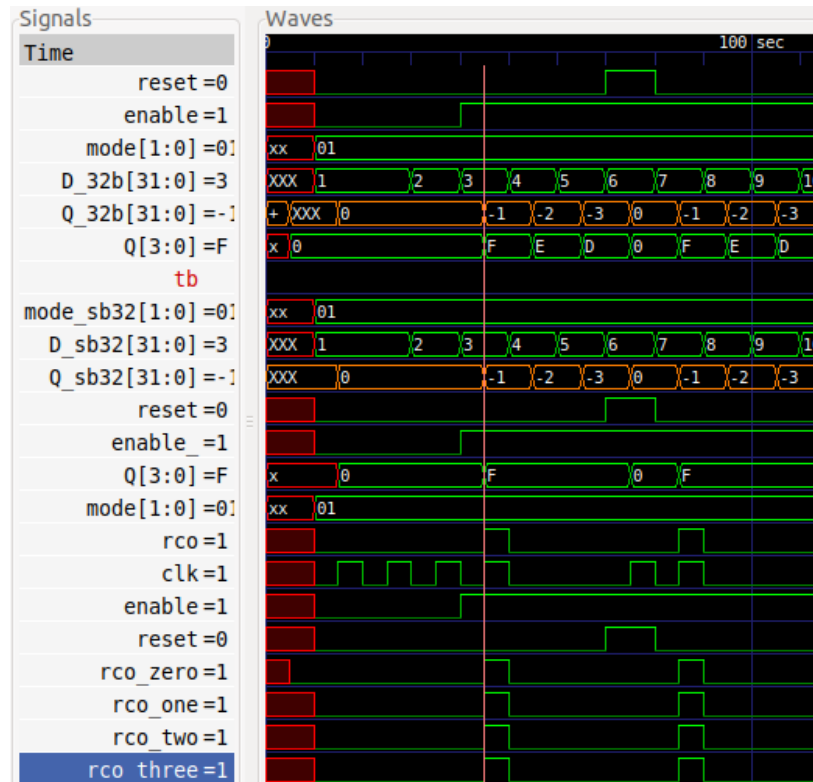 Signals Waves
Time 0 100 sec
reset=0
enable=1
mode[1:0]=01 xx 01
D_32b[31:0]=3 XXX 1 2 3 4 5 6 7 8 9 1
Q_32b[31:0]=-1 + XXX 0 -1 -2 -3 0 -1 -2 -3
Q[3:0]=F x 0 F E D 0 F E D
tb
mode_sb32[1:0]=01 xx 01
D_sb32[31:0]=3 XXX 1 2 3 4 5 6 7 8 9 1
Q_sb32[31:0]=-1 XXX 0 -1 -2 -3 0 -1 -2 -3
reset=0
enable_=1
Q[3:0]=F x 0 F 0 F
mode[1:0]=01 xx 01
rco=1
clk=1
enable=1
reset=0
rco_zero=1
rco_one=1
rco_two=1
rco_three=1